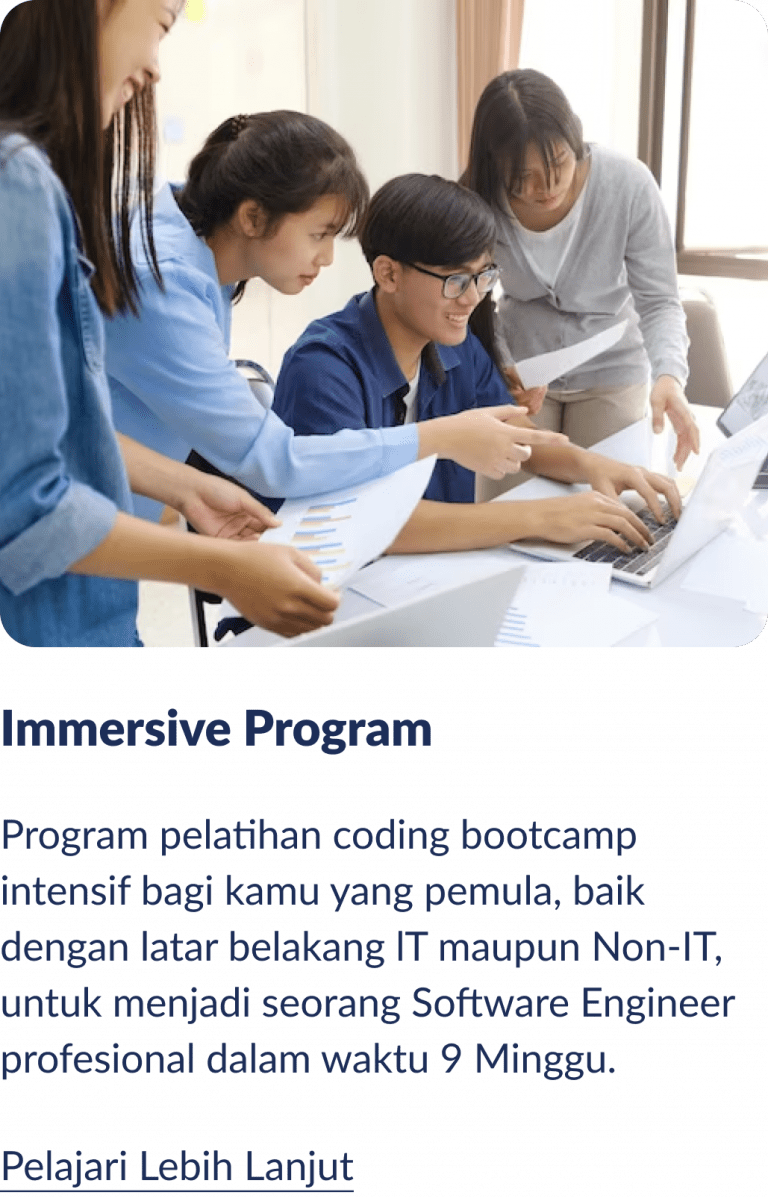 Immersive Program
Program pelatihan coding bootcamp
intensif bagi kamu yang pemula, baik
dengan latar belakang IT maupun Non-IT,
untuk menjadi seorang Software Engineer
profesional dalam waktu 9 Minggu.
Pelajari Lebih Lanjut